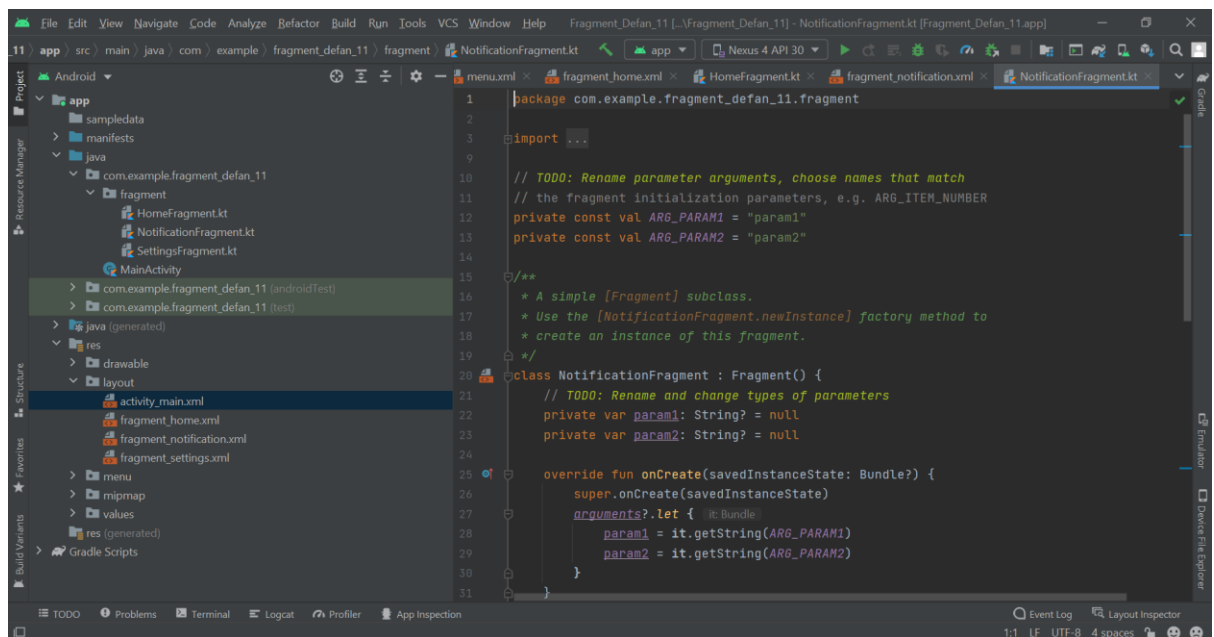 File Edit View Navigate Code Analyze Refactor Build Run Tools VCS Window Help Fragment_Defan_11 [...\Fragment_Defan_11] - NotificationFragment.kt [Fragment_Defan_11.app]
_11 〉 app 〉 src 〉 main 〉 java 〉 com 〉 example 〉 fragment_defan_11 〉 fragment 〉 NotificationFragment.kt app Nexus 4 API 30
Android
menu.xml fragment_home.xml HomeFragment.kt fragment_notification.xml NotificationFragment.kt
Project
Resource Manager
Structure
Favorites
Build Variants
app
sampledata
manifests
java
com.example.fragment_defan_11
fragment
HomeFragment.kt
NotificationFragment.kt
SettingsFragment.kt
MainActivity
com.example.fragment_defan_11 (androidTest)
com.example.fragment_defan_11 (test)
java (generated)
res
drawable
layout
activity_main.xml
fragment_home.xml
fragment_notification.xml
fragment_settings.xml
menu
mipmap
values
res (generated)
Gradle Scripts
1 package com.example.fragment_defan_11.fragment
2
3 import ...
9
10 // TODO: Rename parameter arguments, choose names that match
11 // the fragment initialization parameters, e.g. ARG_ITEM_NUMBER
12 private const val ARG_PARAM1 = "param1"
13 private const val ARG_PARAM2 = "param2"
14
15 /**
16 * A simple [Fragment] subclass.
17 * Use the [NotificationFragment.newInstance] factory method to
18 * create an instance of this fragment.
19 */
20 class NotificationFragment : Fragment() {
21 // TODO: Rename and change types of parameters
22 private var param1: String? = null
23 private var param2: String? = null
24
25 override fun onCreate(savedInstanceState: Bundle?) {
26 super.onCreate(savedInstanceState)
27 arguments?.let { it: Bundle
28 param1 = it.getString(ARG_PARAM1)
29 param2 = it.getString(ARG_PARAM2)
30 }
31 }
Gradle
Emulator
Device File Explorer
TODO Problems Terminal Logcat Profiler App Inspection Event Log Layout Inspector
1:1 LF UTF-8 4 spaces